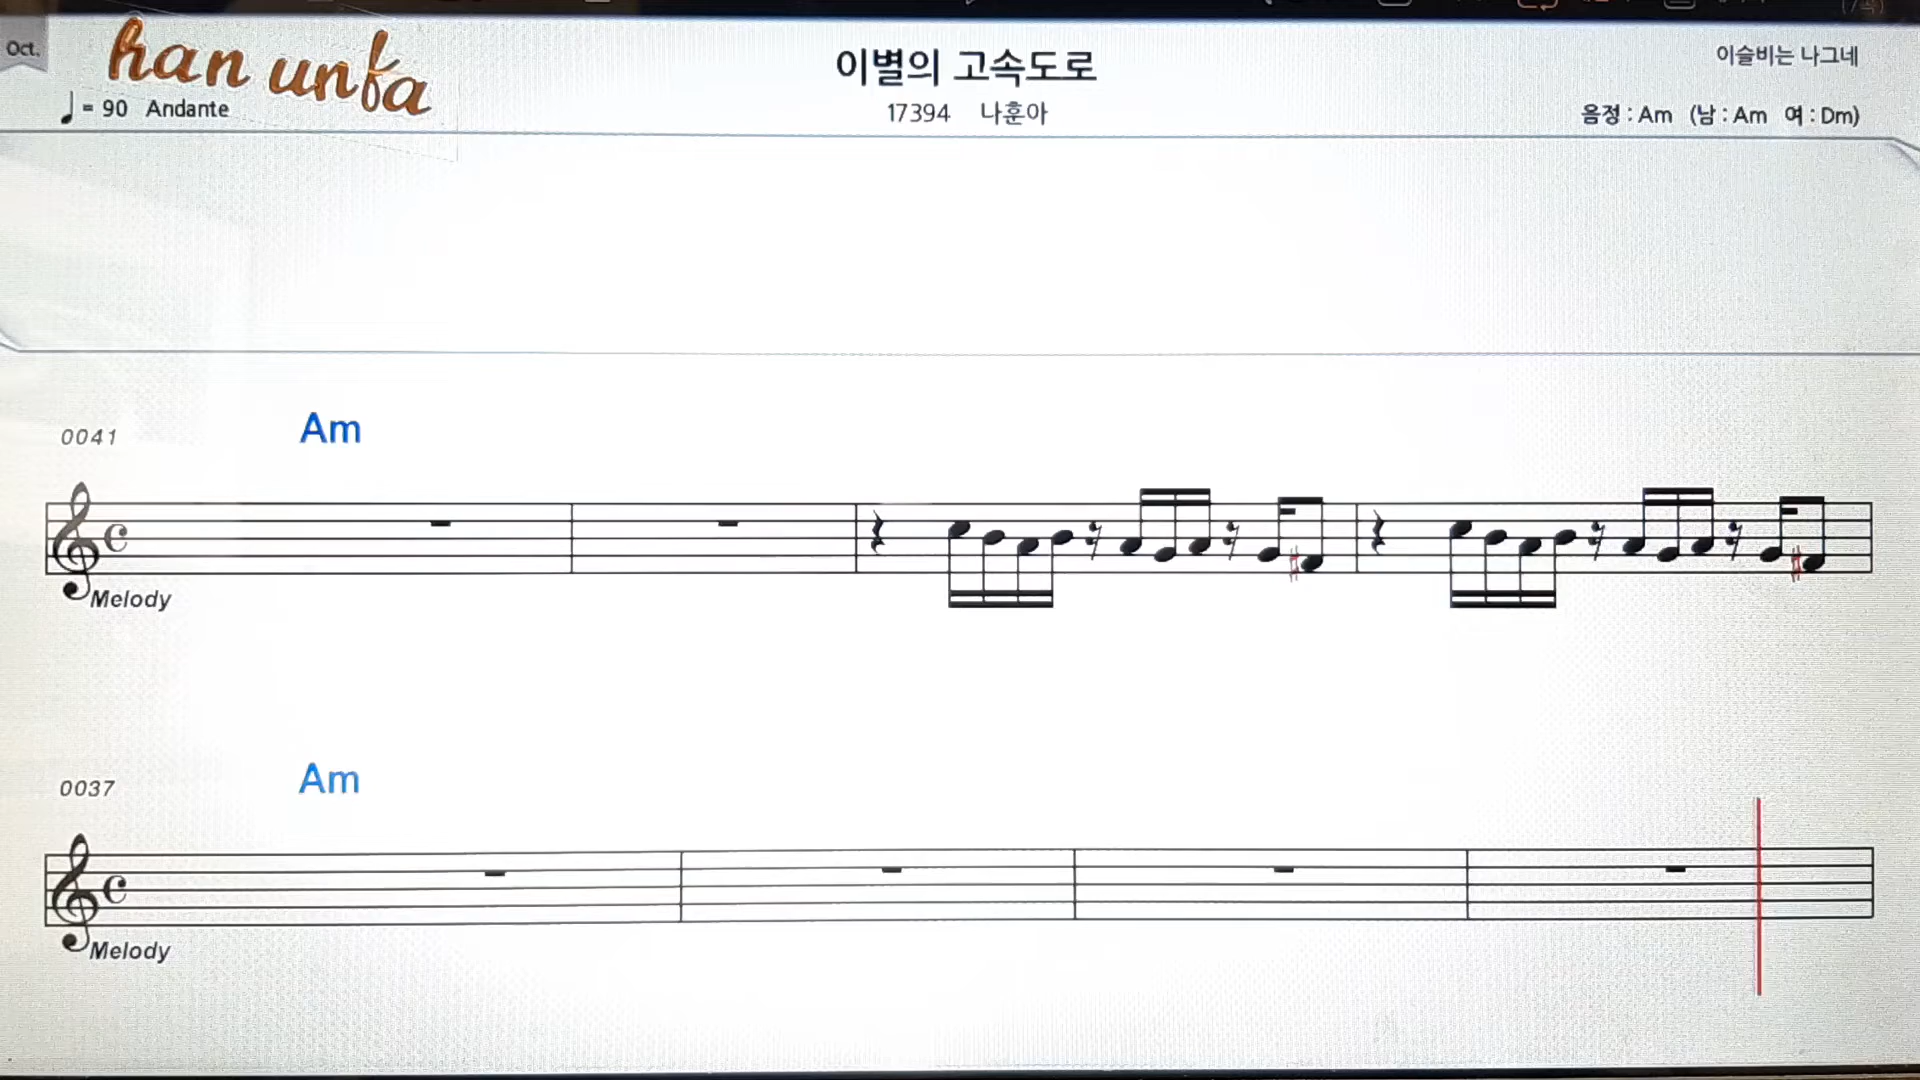 Oct.
han unfa
이별의 고속도로
이슬비는 나그네
= 90 Andante
17394 나훈아
음정 : Am (남 : Am 여 : Dm)
Am
0041
Melody
Am
0037
Melody